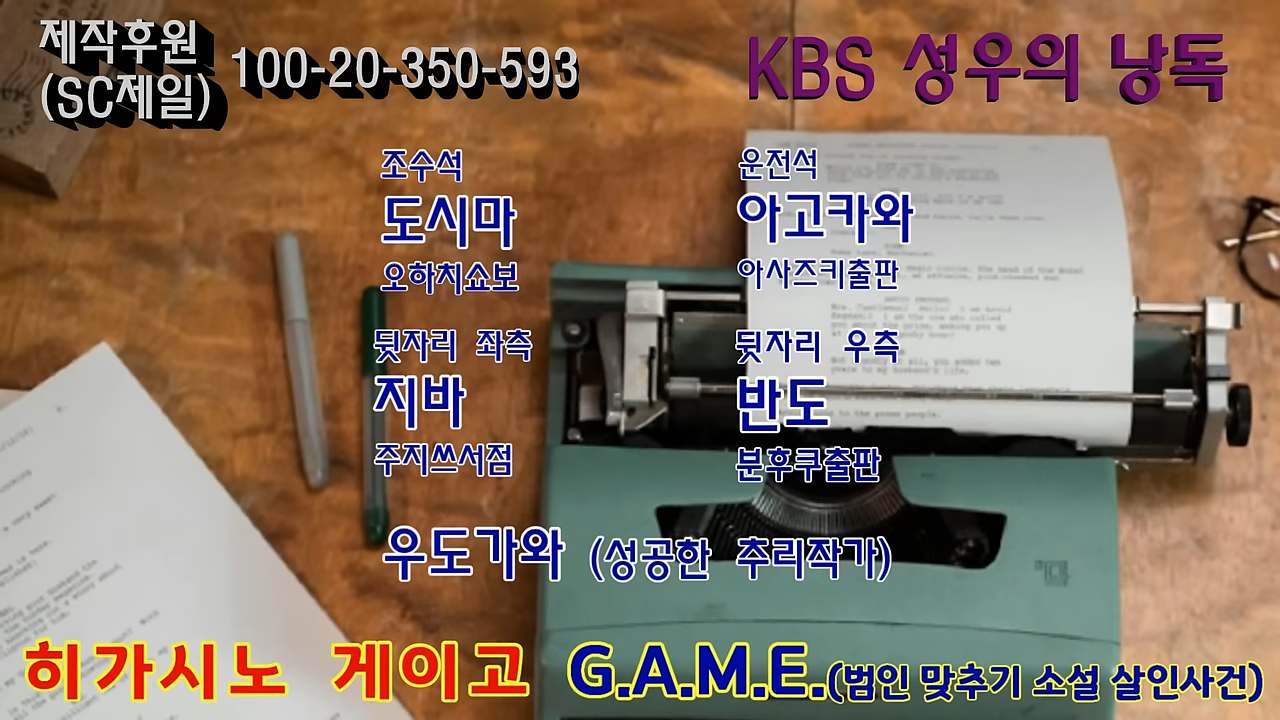 제작후원
(SC제일) 100-20-350-593
KBS 성우의 낭독
조수석
도시마
오하치쇼보
운전석
아고카와
아사즈키출판
뒷자리 좌측
지바
주지쓰서점
뒷자리 우측
반도
분후쿠출판
우도가와 (성공한 추리작가)
히가시노 게이고 G.A.M.E.(범인 맞추기 소설 살인사건)